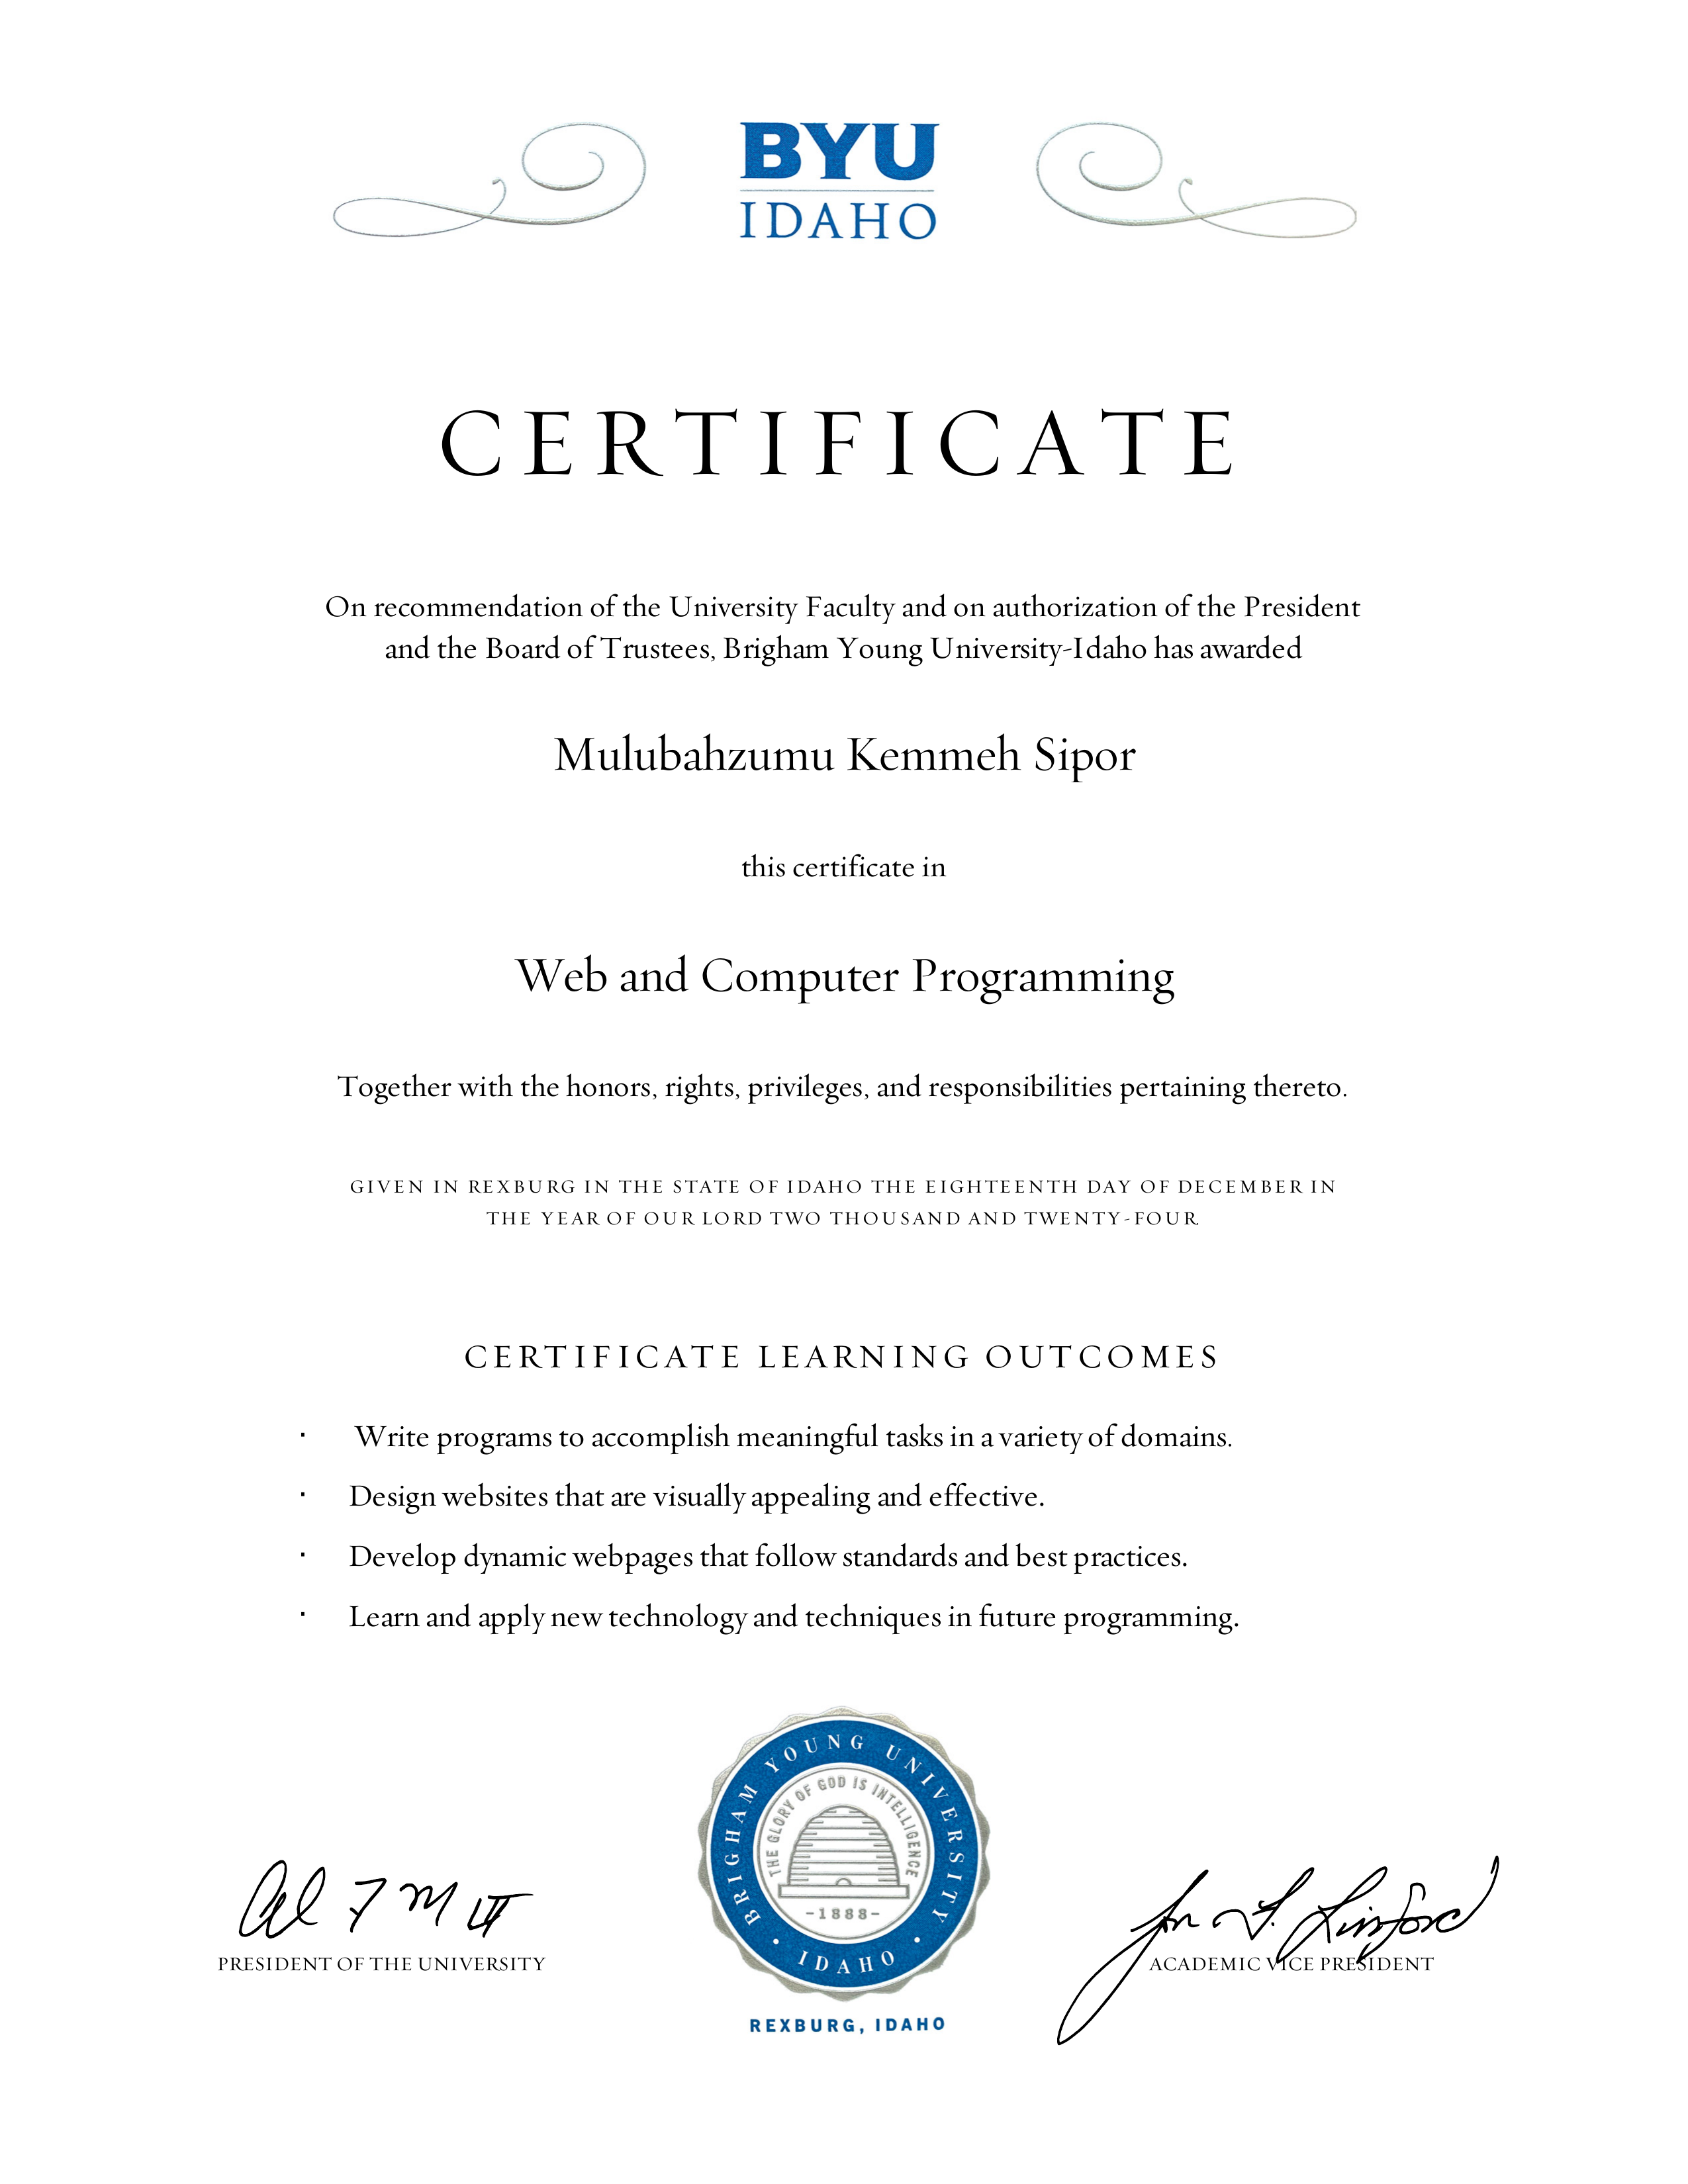 BYU
IDAHO
CERTIFICATE
On recommendation of the University Faculty and on authorization of the President
and the Board of Trustees, Brigham Young University-Idaho has awarded
Mulubahzumu Kemmeh Sipor
this certificate in
Web and Computer Programming
Together with the honors, rights, privileges, and responsibilities pertaining thereto.
GIVEN IN REXBURG IN THE STATE OF IDAHO THE EIGHTEENTH DAY OF DECEMBER IN
THE YEAR OF OUR LORD TWO THOUSAND AND TWENTY-FOUR
CERTIFICATE LEARNING OUTCOMES
· Write programs to accomplish meaningful tasks in a variety of domains.
· Design websites that are visually appealing and effective.
· Develop dynamic webpages that follow standards and best practices.
· Learn and apply new technology and techniques in future programming.
BRIGHAM YOUNG UNIVERSITY
THE GLORY OF GOD IS INTELLIGENCE
-1888-
• IDAHO •
PRESIDENT OF THE UNIVERSITY
ACADEMIC VICE PRESIDENT
REXBURG, IDAHO